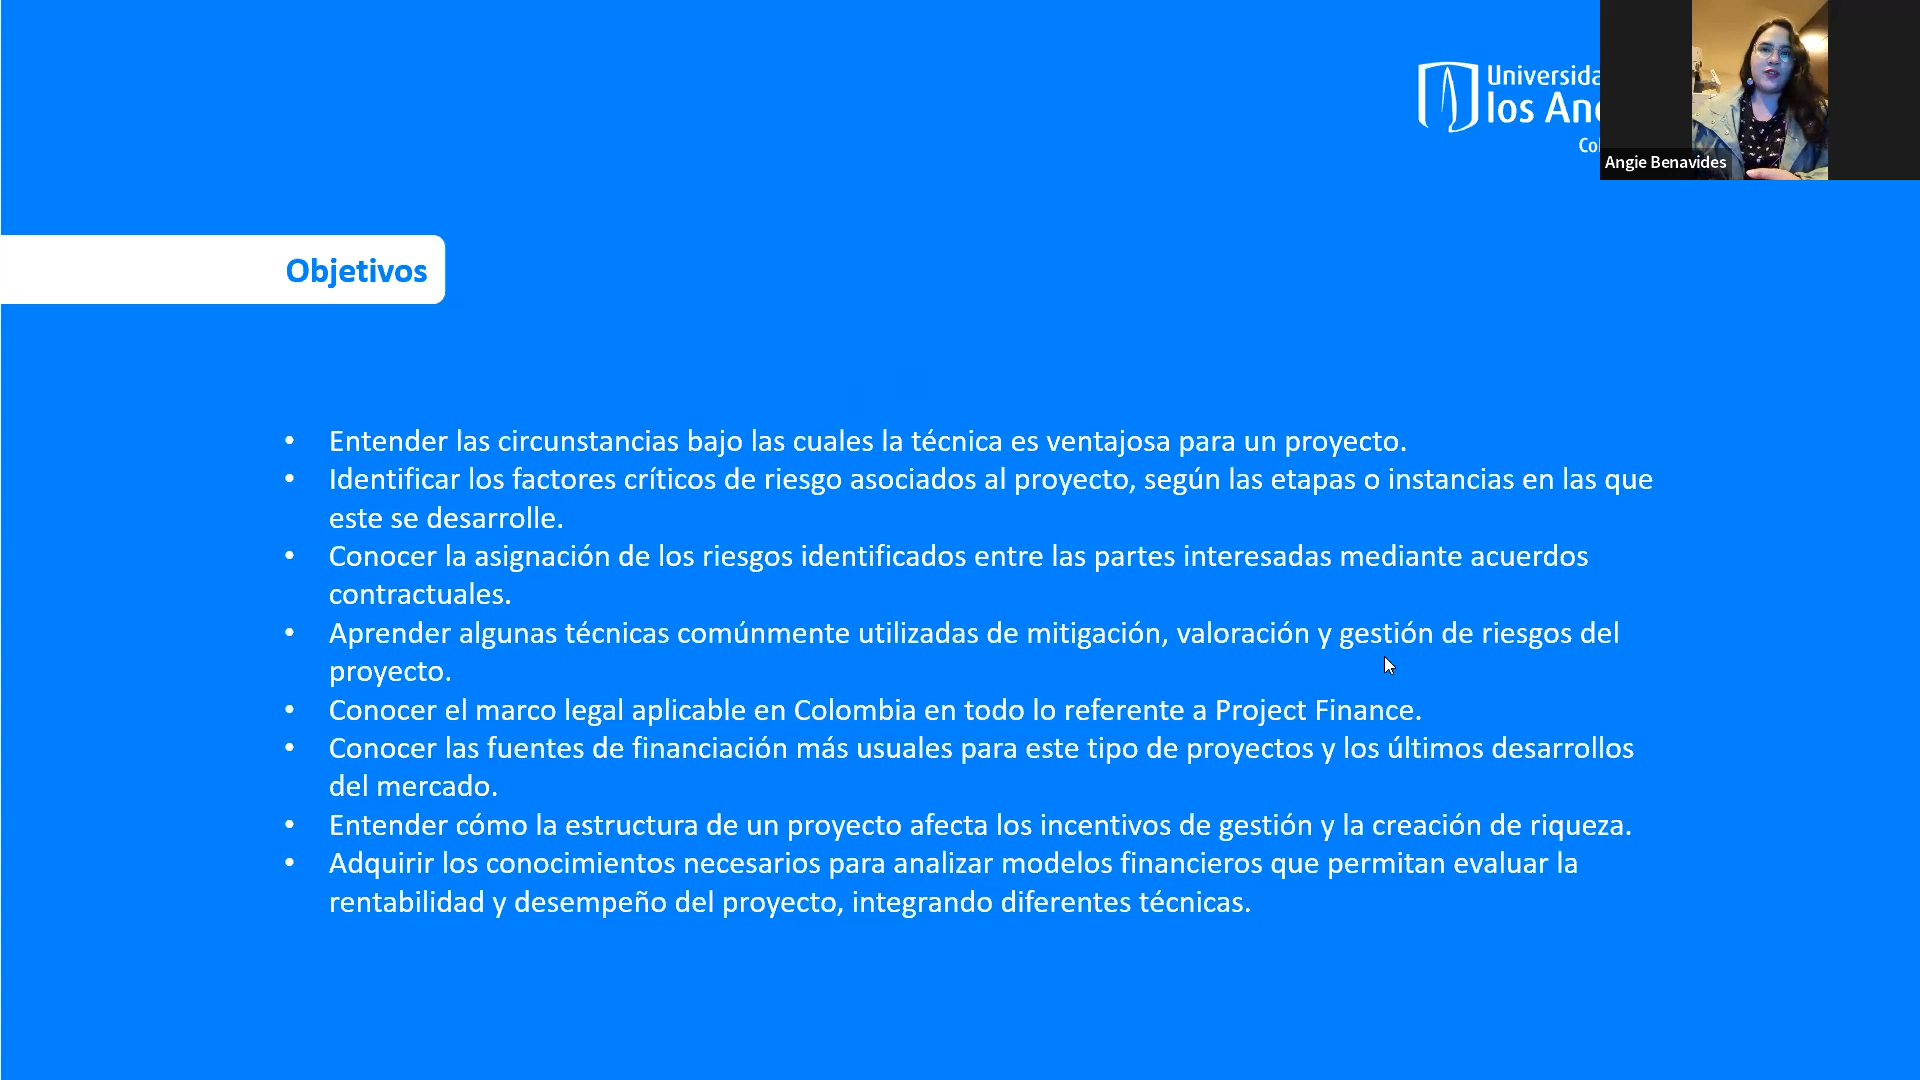 Universida
los An
Col
Angie Benavides
Objetivos
• Entender las circunstancias bajo las cuales la técnica es ventajosa para un proyecto.
• Identificar los factores críticos de riesgo asociados al proyecto, según las etapas o instancias en las que
este se desarrolle.
• Conocer la asignación de los riesgos identificados entre las partes interesadas mediante acuerdos
contractuales.
• Aprender algunas técnicas comúnmente utilizadas de mitigación, valoración y gestión de riesgos del
proyecto.
• Conocer el marco legal aplicable en Colombia en todo lo referente a Project Finance.
• Conocer las fuentes de financiación más usuales para este tipo de proyectos y los últimos desarrollos
del mercado.
• Entender cómo la estructura de un proyecto afecta los incentivos de gestión y la creación de riqueza.
• Adquirir los conocimientos necesarios para analizar modelos financieros que permitan evaluar la
rentabilidad y desempeño del proyecto, integrando diferentes técnicas.